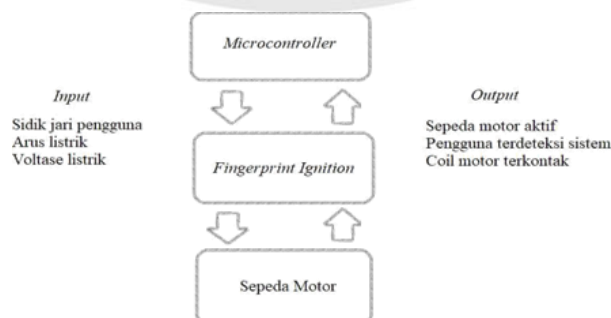 Microcontroller
Input
Sidik jari pengguna
Arus listrik
Voltase listrik
Fingerprint Ignition
Output
Sepeda motor aktif
Pengguna terdeteksi sistem
Coil motor terkontak
Sepeda Motor